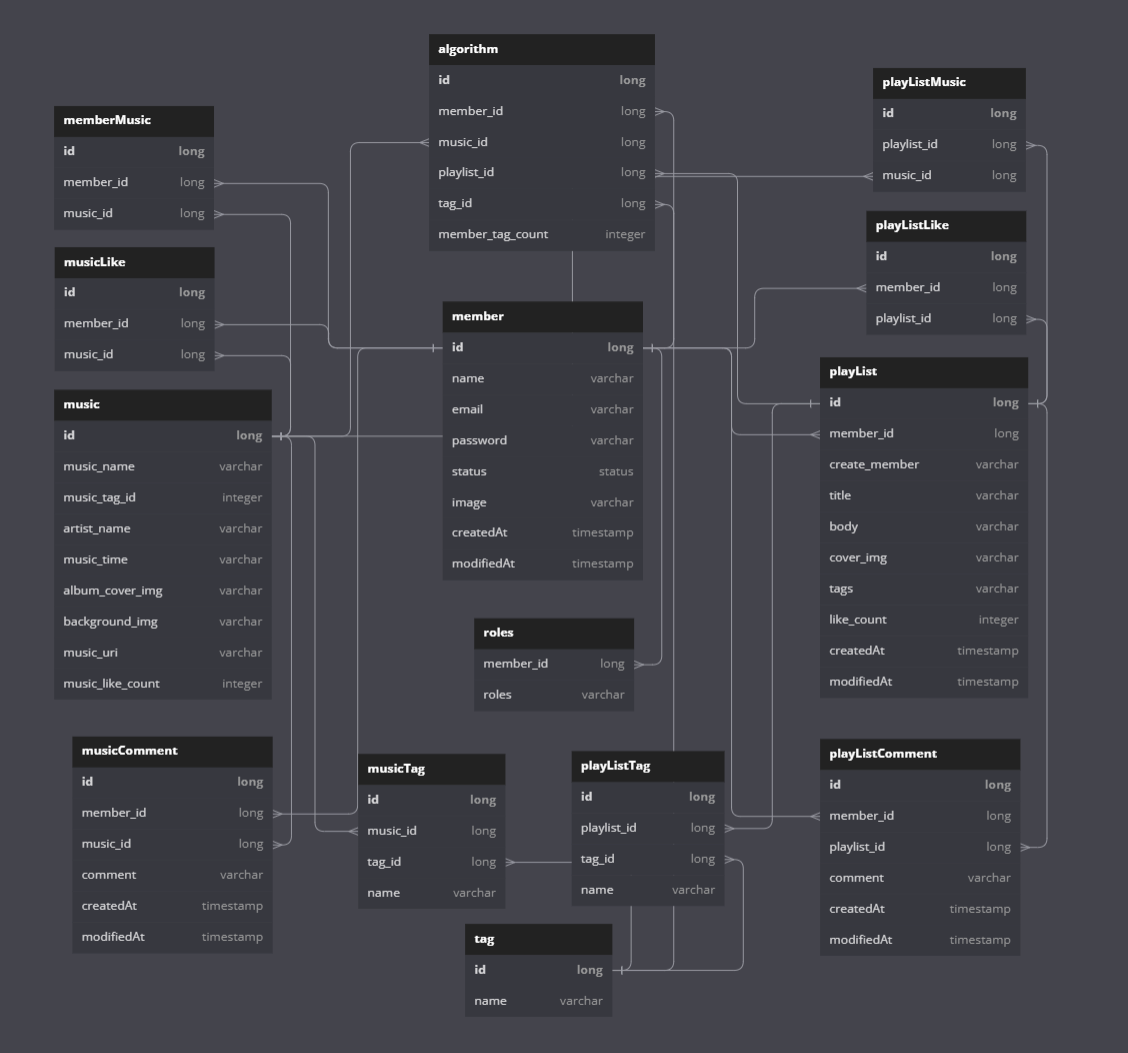 algorithm
id long
member_id long
music_id long
playlist_id long
tag_id long
member_tag_count integer
playListMusic
id long
playlist_id long
music_id long
memberMusic
id long
member_id long
music_id long
playListLike
id long
member_id long
playlist_id long
musicLike
id long
member_id long
music_id long
member
id long
name varchar
email varchar
password varchar
status status
image varchar
createdAt timestamp
modifiedAt timestamp
playList
id long
member_id long
create_member varchar
title varchar
body varchar
cover_img varchar
tags varchar
like_count integer
createdAt timestamp
modifiedAt timestamp
music
id long
music_name varchar
music_tag_id integer
artist_name varchar
music_time varchar
album_cover_img varchar
background_img varchar
music_uri varchar
music_like_count integer
roles
member_id long
roles varchar
musicComment
id long
member_id long
music_id long
comment varchar
createdAt timestamp
modifiedAt timestamp
musicTag
id long
music_id long
tag_id long
name varchar
playListTag
id long
playlist_id long
tag_id long
name varchar
playListComment
id long
member_id long
playlist_id long
comment varchar
createdAt timestamp
modifiedAt timestamp
tag
id long
name varchar